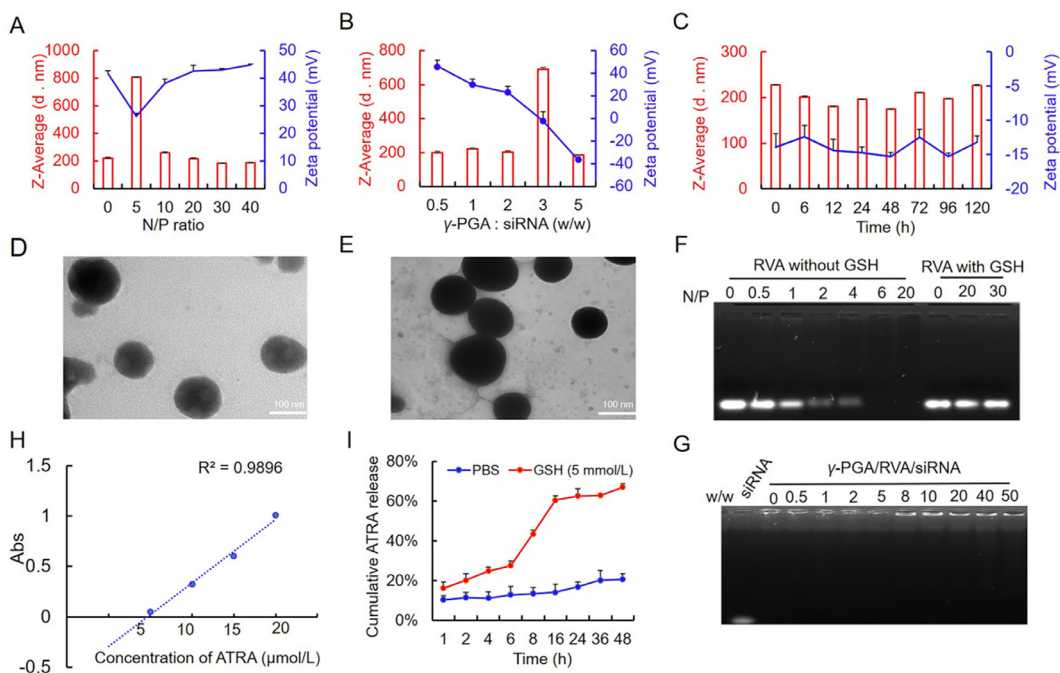 A
Z-Average (d . nm)
1000
800
600
400
200
0
50
40
30
20
10
0
Zeta potential (mV)
0 5 10 20 30 40
N/P ratio
B
Z-Average (d . nm)
800
600
400
200
0
60
40
20
0
-20
-40
-60
Zeta potential (mV)
0.5 1 2 3 5
γ-PGA : siRNA (w/w)
C
Z-Average (d . nm)
300
200
100
0
0
-5
-10
-15
-20
Zeta potential (mV)
0 6 12 24 48 72 96 120
Time (h)
D
100 nm
E
100 nm
F
RVA without GSH RVA with GSH
N/P 0 0.5 1 2 4 6 20 0 20 30
H
R² = 0.9896
Abs
1.5
1
0.5
0
-0.5
5 10 15 20
Concentration of ATRA (μmol/L)
I
PBS GSH (5 mmol/L)
Cumulative ATRA release
80%
60%
40%
20%
0%
1 2 4 6 8 16 24 36 48
Time (h)
G
siRNA
γ-PGA/RVA/siRNA
w/w 0 0.5 1 2 5 8 10 20 40 50